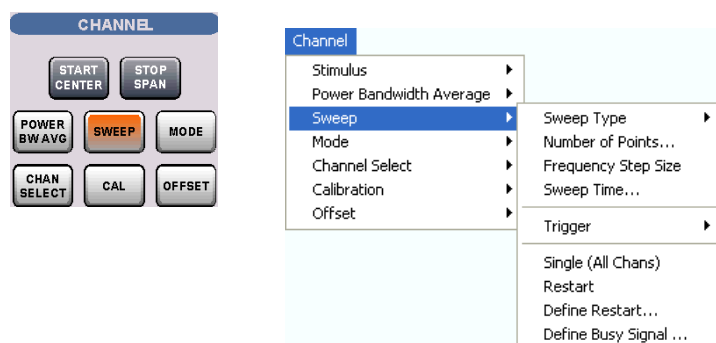 CHANNEL
START
CENTER
STOP
SPAN
POWER
BW AVG
SWEEP
MODE
CHAN
SELECT
CAL
OFFSET
Channel
Stimulus
Power Bandwidth Average
Sweep
Mode
Channel Select
Calibration
Offset
Sweep Type
Number of Points...
Frequency Step Size
Sweep Time...
Trigger
Single (All Chans)
Restart
Define Restart...
Define Busy Signal ...